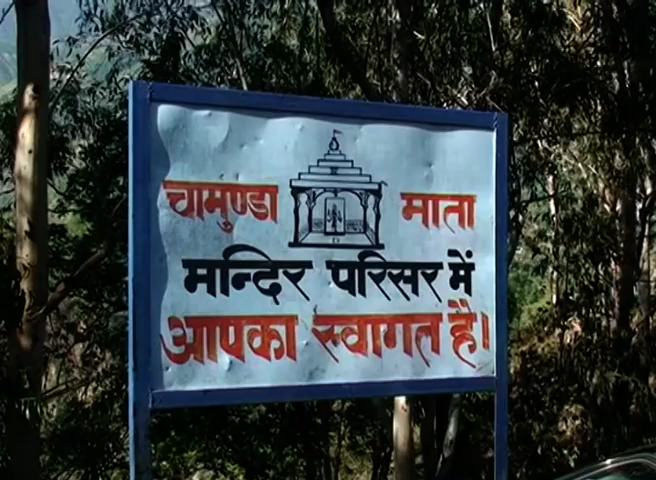 चामुण्डा माता
मन्दिर परिसर में
आपका स्वागत है।